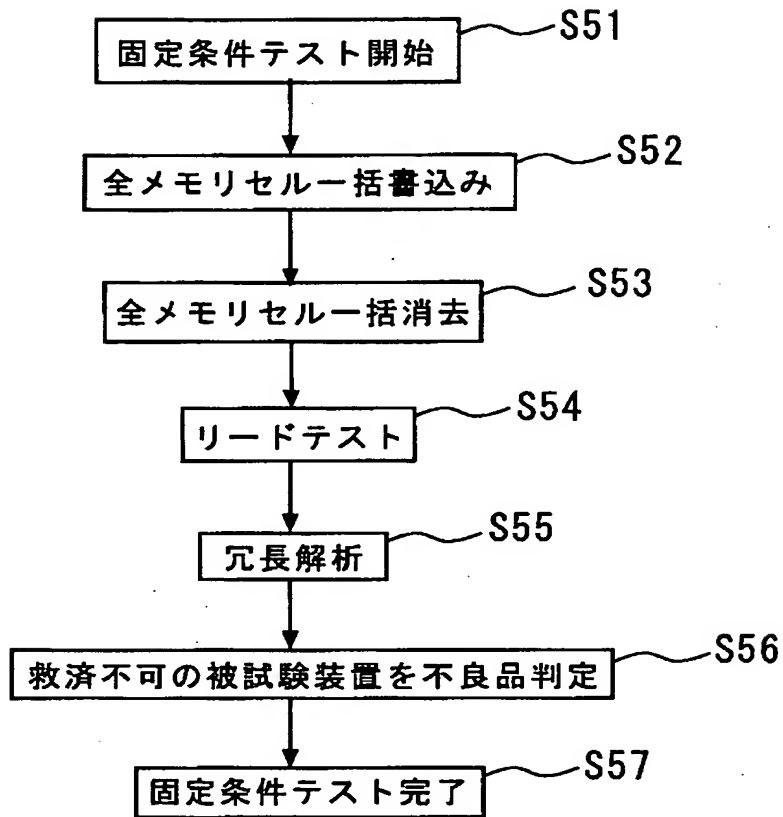 固定条件テスト開始 S51
全メモリセル一括書込み S52
全メモリセル一括消去 S53
リードテスト S54
冗長解析 S55
救済不可の被試験装置を不良品判定 S56
固定条件テスト完了 S57